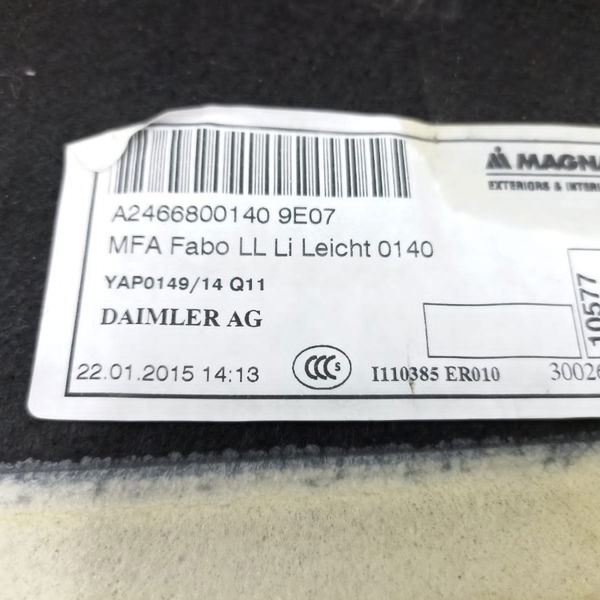 MAGNA
EXTERIORS & INTERI
A2466800140 9E07
MFA Fabo LL Li Leicht 0140
YAP0149/14 Q11
DAIMLER AG
10577
22.01.2015 14:13
CCC S
I110385 ER010
3002